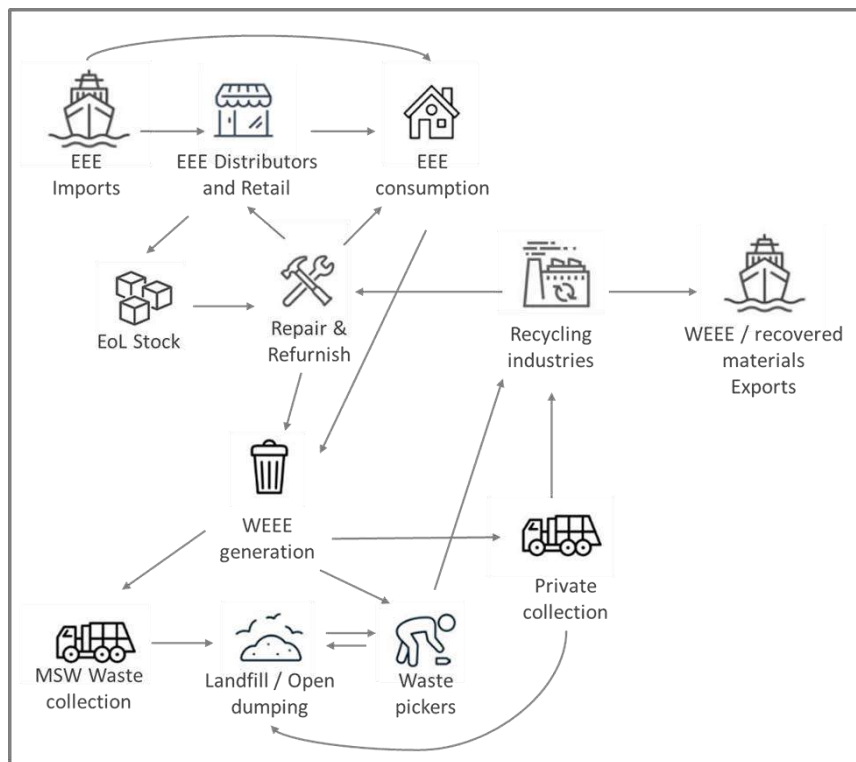 EEE
Imports
EEE Distributors
and Retail
EEE
consumption
EoL Stock
Repair &
Refurnish
Recycling
industries
WEEE / recovered
materials
Exports
WEEE
generation
Private
collection
MSW Waste
collection
Landfill / Open
dumping
Waste
pickers